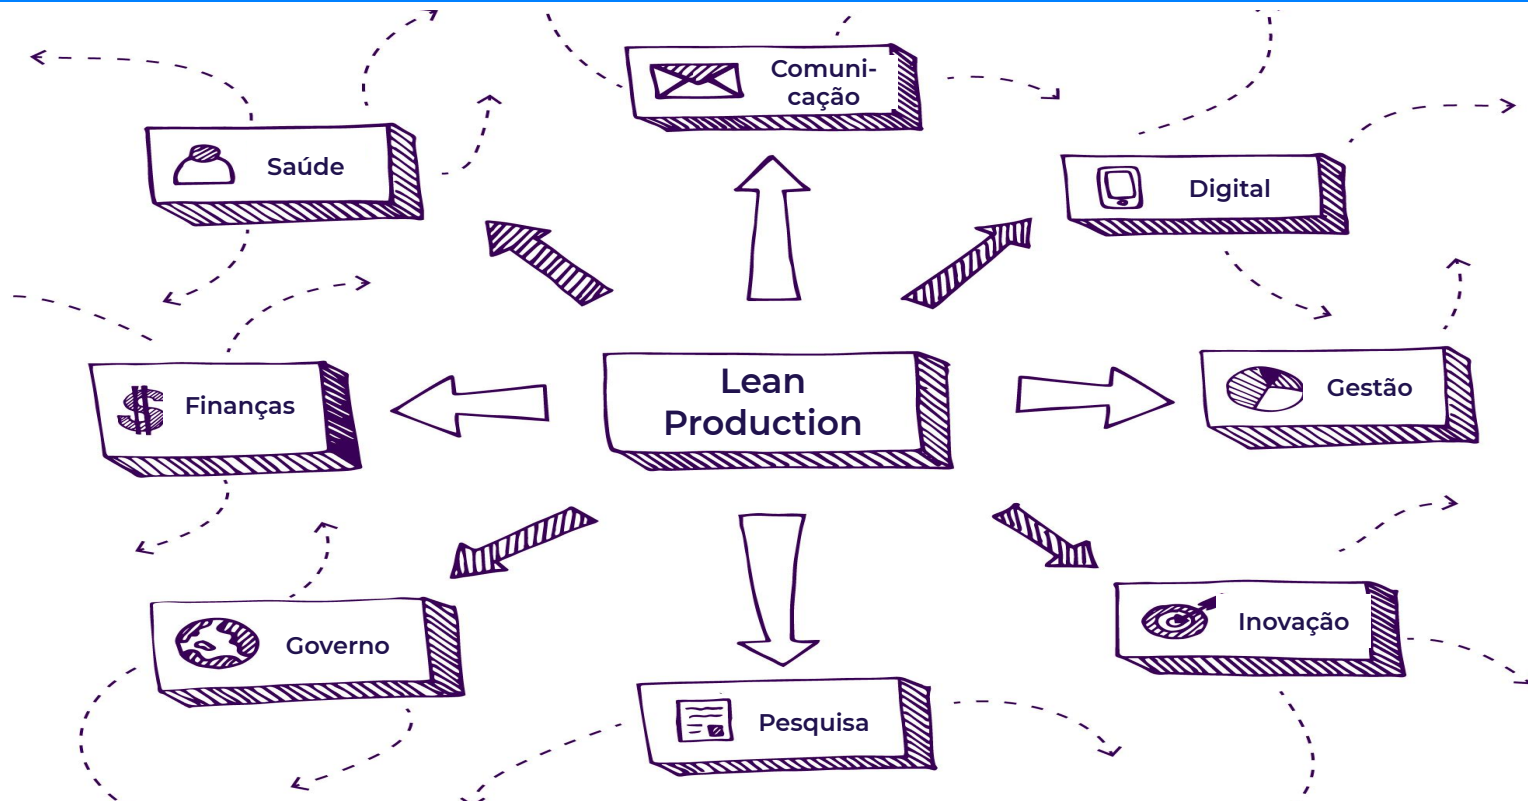 Comuni-
cação
Saúde
Digital
Lean
Production
Finanças
Gestão
Governo
Inovação
Pesquisa